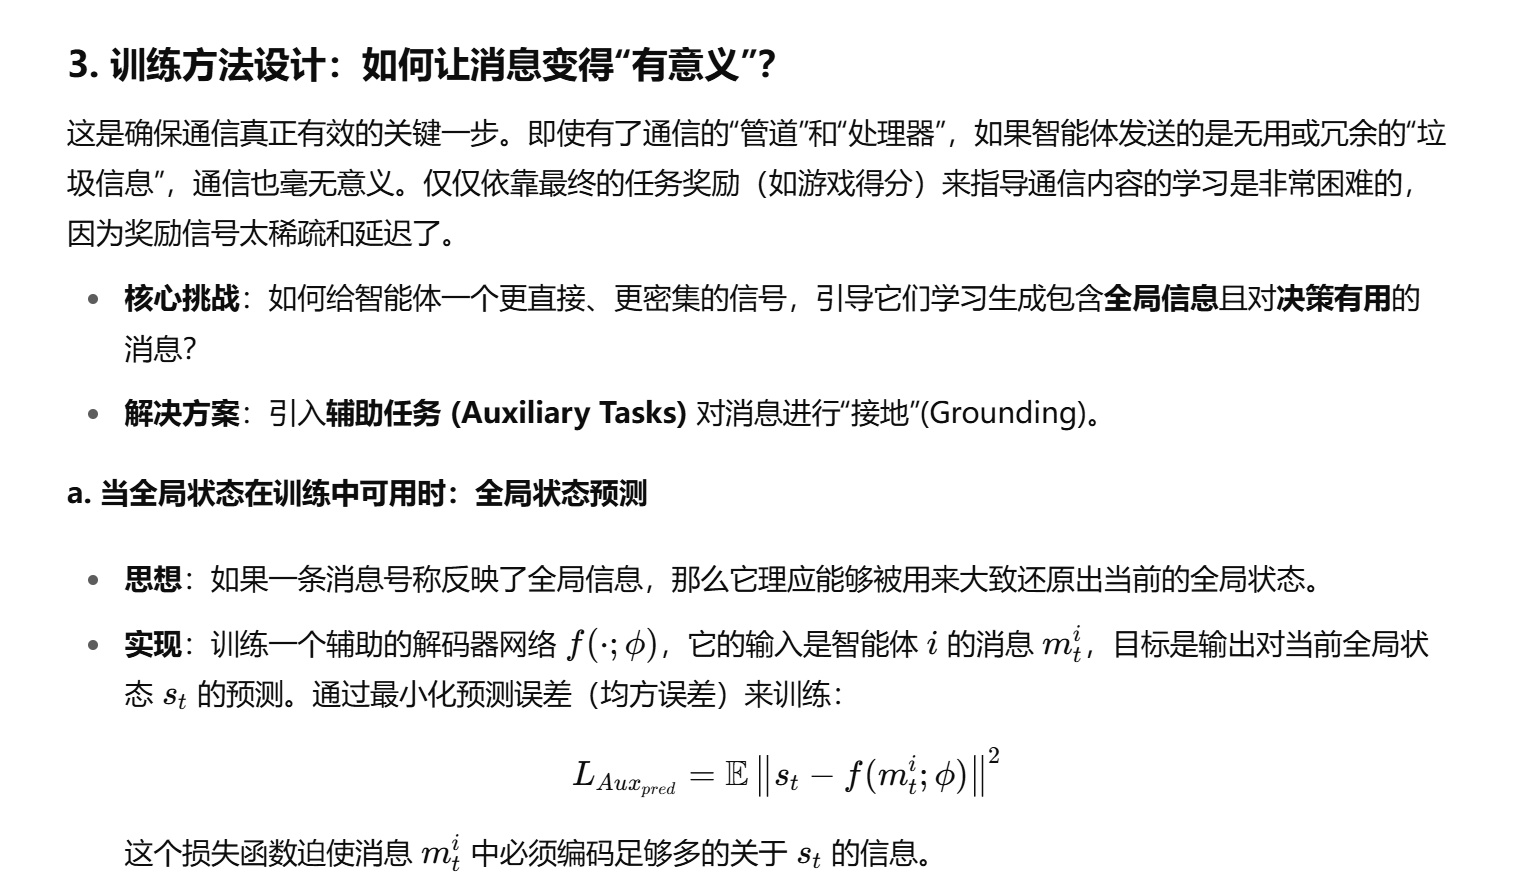 3. 训练方法设计：如何让消息变得“有意义”？
这是确保通信真正有效的关键一步。即使有了通信的“管道”和“处理器”，如果智能体发送的是无用或冗余的“垃
圾信息”，通信也毫无意义。仅仅依靠最终的任务奖励（如游戏得分）来指导通信内容的学习是非常困难的，
因为奖励信号太稀疏和延迟了。
• 核心挑战：如何给智能体一个更直接、更密集的信号，引导它们学习生成包含全局信息且对决策有用的
消息？
• 解决方案：引入辅助任务 (Auxiliary Tasks) 对消息进行“接地”(Grounding)。
a. 当全局状态在训练中可用时：全局状态预测
• 思想：如果一条消息号称反映了全局信息，那么它理应能够被用来大致还原出当前的全局状态。
• 实现：训练一个辅助的解码器网络 $f(\cdot;\phi)$，它的输入是智能体 $i$ 的消息 $m_t^i$，目标是输出对当前全局状
态 $s_t$ 的预测。通过最小化预测误差（均方误差）来训练：
$L_{Aux_{pred}} = \mathbb{E} \left\| s_t - f(m_t^i; \phi) \right\|^2$
这个损失函数迫使消息 $m_t^i$ 中必须编码足够多的关于 $s_t$ 的信息。